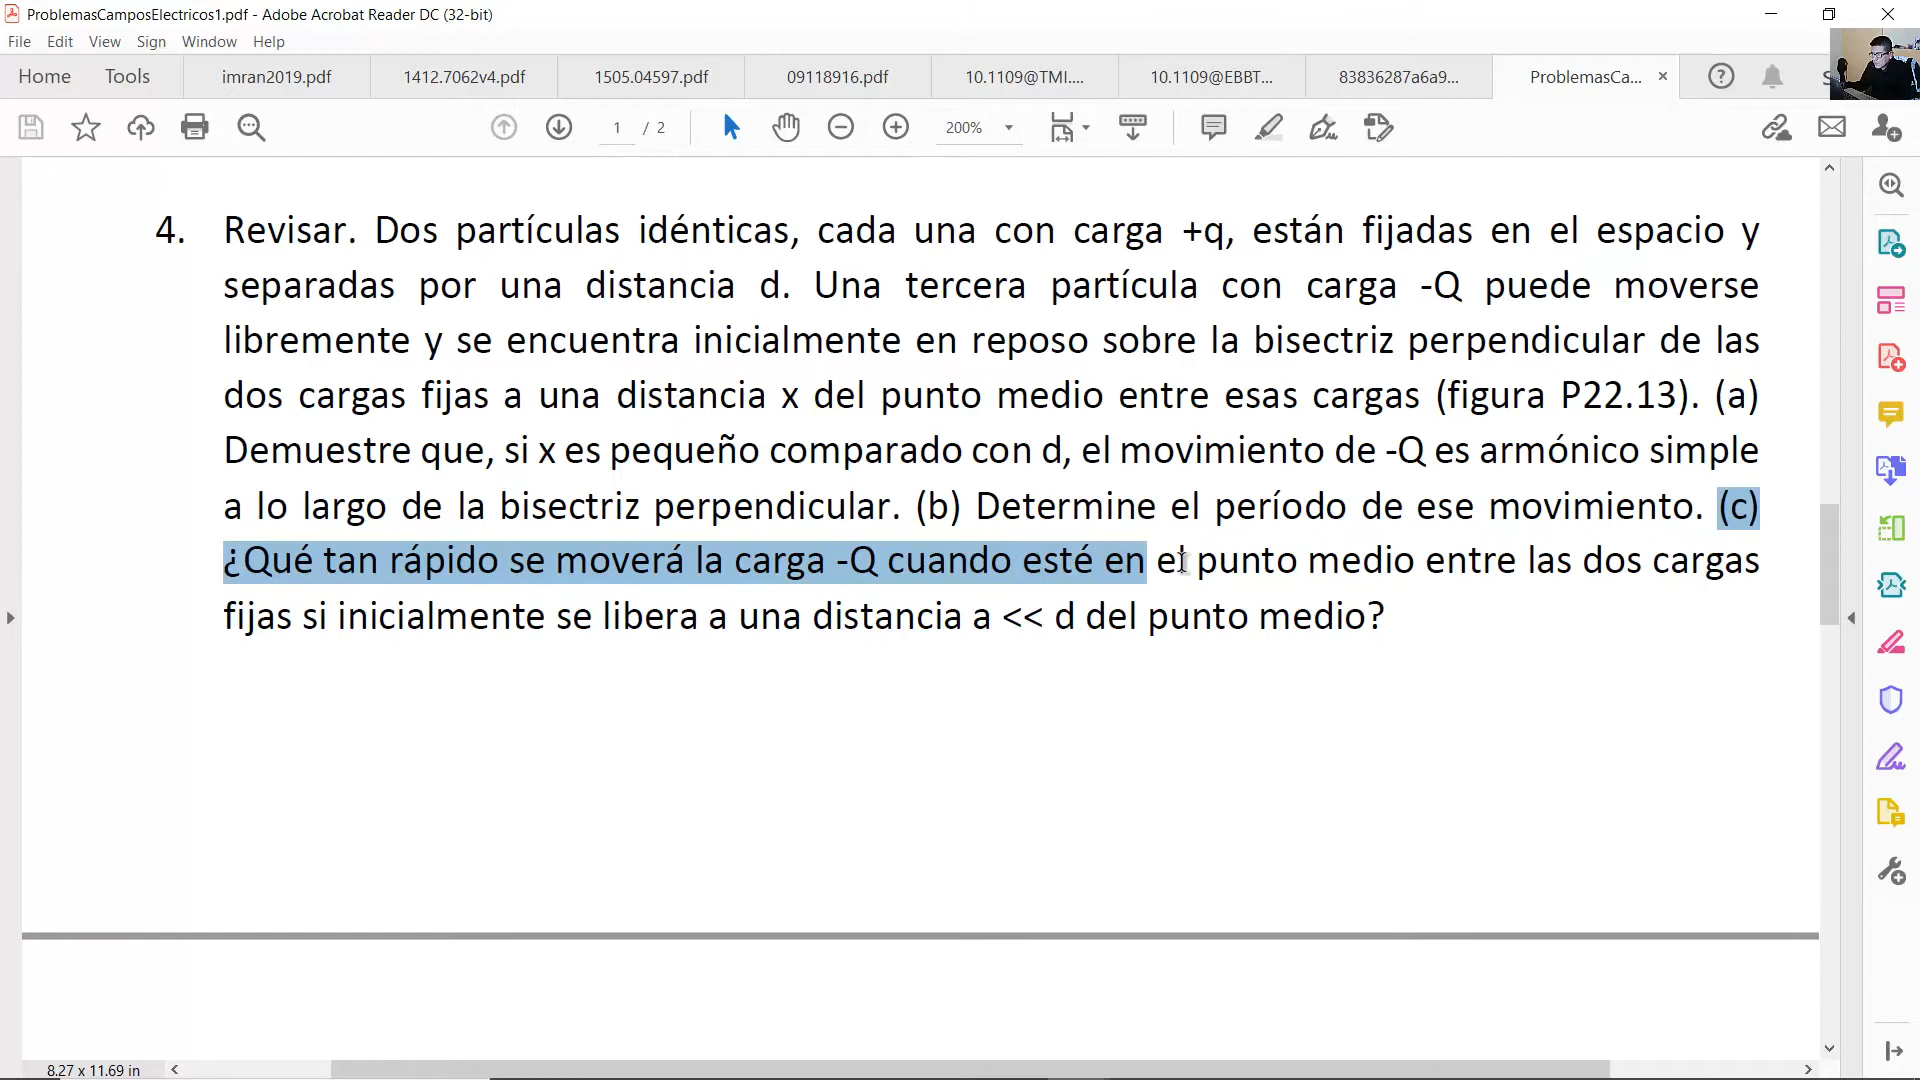 ProblemasCamposElectricos1.pdf - Adobe Acrobat Reader DC (32-bit)
File Edit View Sign Window Help
Home Tools imran2019.pdf 1412.7062v4.pdf 1505.04597.pdf 09118916.pdf 10.1109@TMI.... 10.1109@EBBT... 83836287a6a9... ProblemasCa...
1 / 2 200%
4. Revisar. Dos partículas idénticas, cada una con carga +q, están fijadas en el espacio y
separadas por una distancia d. Una tercera partícula con carga -Q puede moverse
libremente y se encuentra inicialmente en reposo sobre la bisectriz perpendicular de las
dos cargas fijas a una distancia x del punto medio entre esas cargas (figura P22.13). (a)
Demuestre que, si x es pequeño comparado con d, el movimiento de -Q es armónico simple
a lo largo de la bisectriz perpendicular. (b) Determine el período de ese movimiento. (c)
¿Qué tan rápido se moverá la carga -Q cuando esté en el punto medio entre las dos cargas
fijas si inicialmente se libera a una distancia a << d del punto medio?
8.27 x 11.69 in